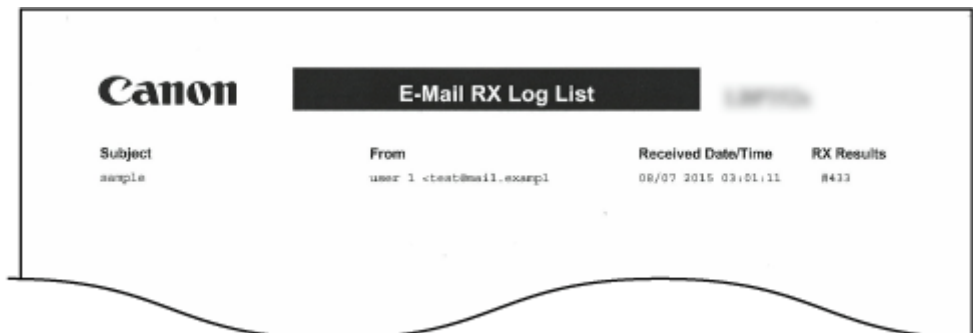 Canon E-Mail RX Log List
Subject From Received Date/Time RX Results
sample user 1 <test@mail.exampl 08/07 2015 03:01:11 #433